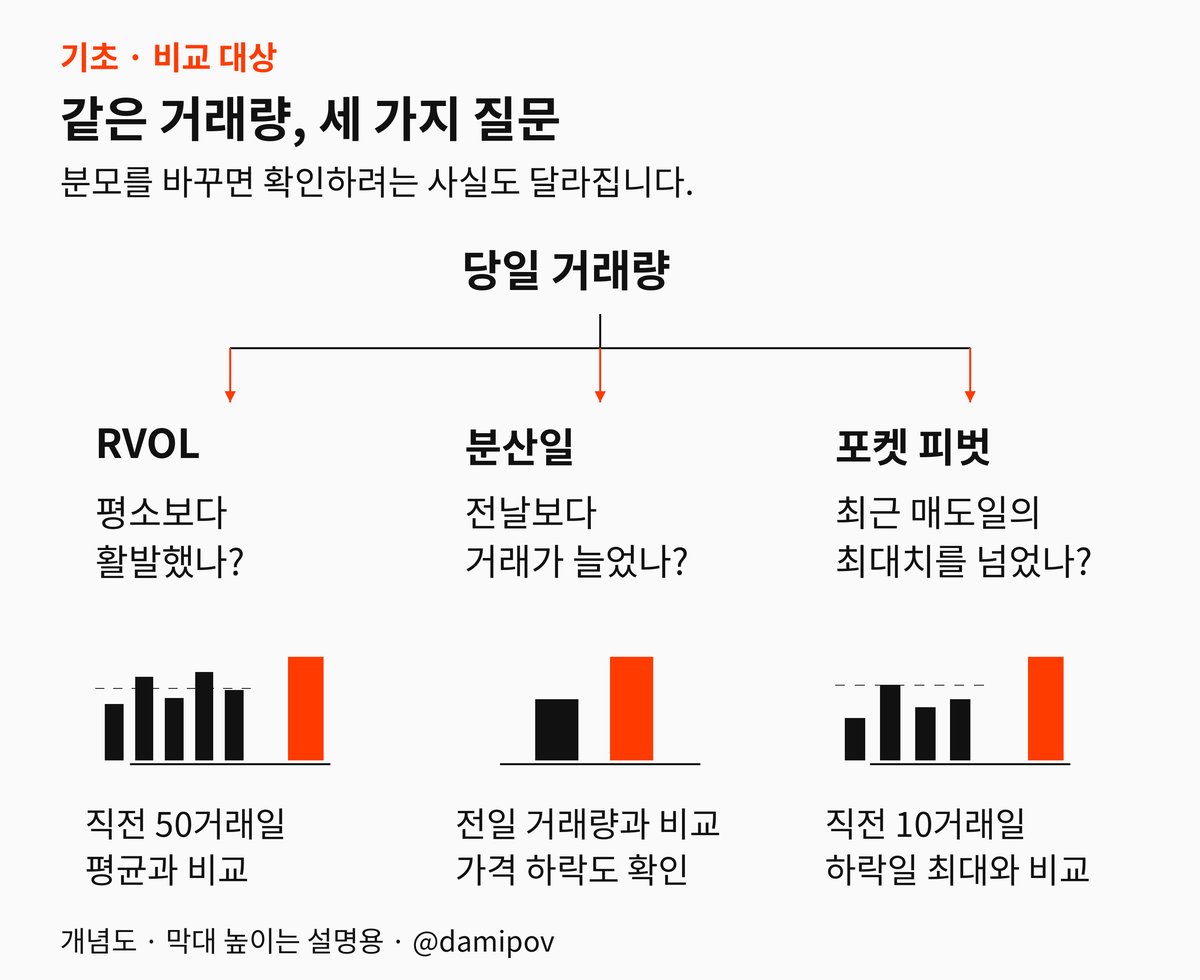 기초 · 비교 대상
같은 거래량, 세 가지 질문
분모를 바꾸면 확인하려는 사실도 달라집니다.
당일 거래량
RVOL
평소보다
활발했나?
분산일
전날보다
거래가 늘었나?
포켓 피벗
최근 매도일의
최대치를 넘었나?
직전 50거래일
평균과 비교
전일 거래량과 비교
가격 하락도 확인
직전 10거래일
하락일 최대와 비교
개념도 · 막대 높이는 설명용 · @damipov